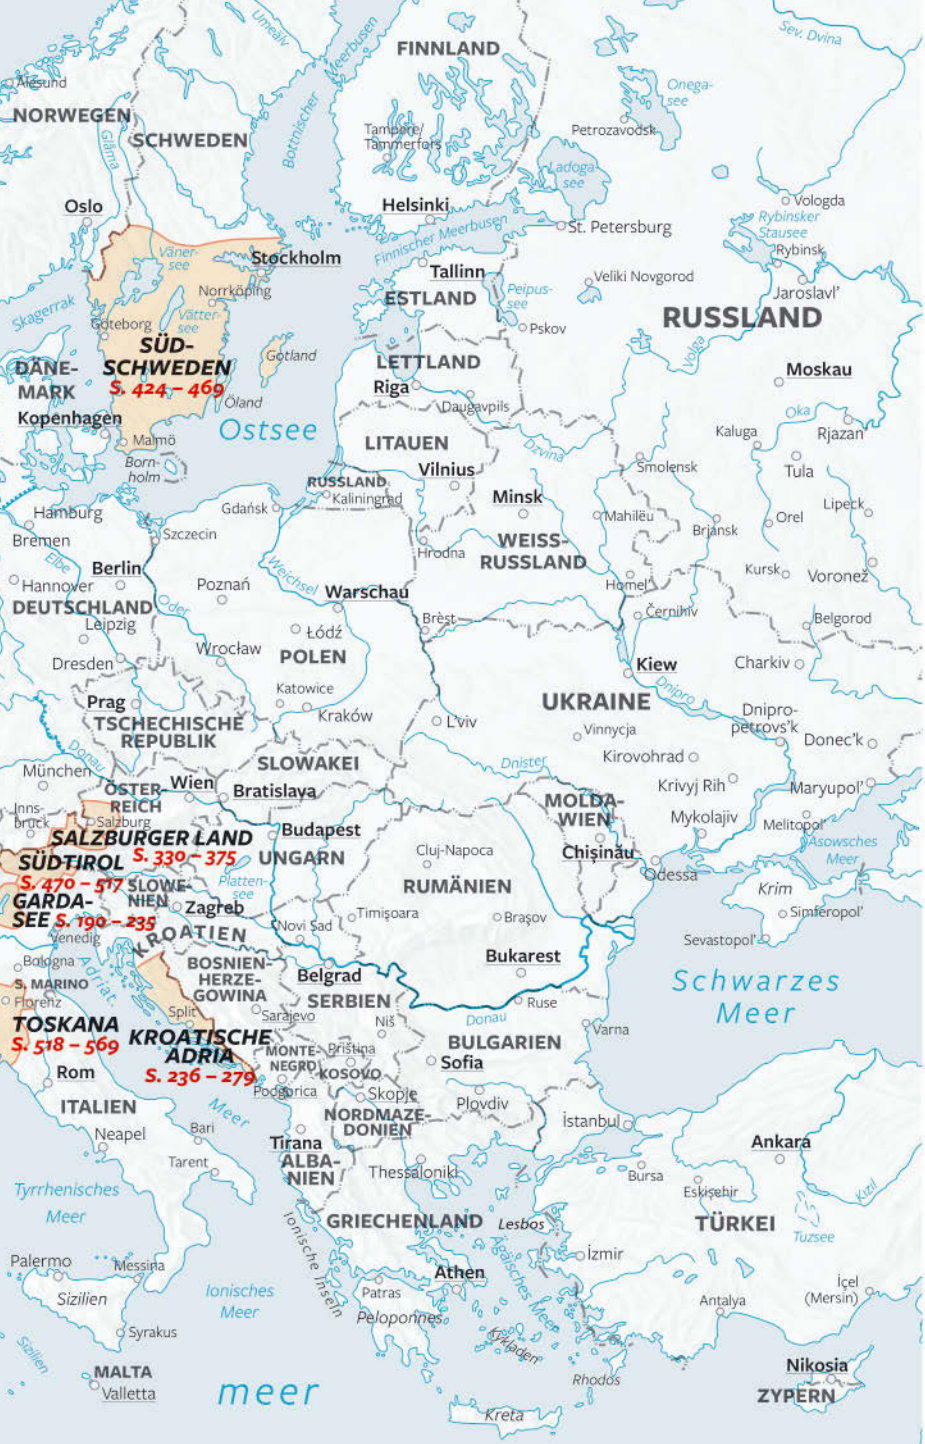 Sev. Dvina
Umeälv
FINNLAND
Meerbusen
Ålesund
Onega-
see
NORWEGEN
SCHWEDEN
Glåma
Bottnischer
Tampere/
Tammerfors
Petrozavodsk
Ladoga-
see
Oslo
Helsinki
Vologda
Finnischer Meerbusen
St. Petersburg
Rybinsker
Stausee
Rybinsk
Väner-
see
Stockholm
Tallinn
Veliki Novgorod
Jaroslavl'
Norrköping
ESTLAND
Peipus-
see
Skagerrak
Göteborg
Vätter-
see
Pskov
RUSSLAND
SÜD-
SCHWEDEN
S. 424 – 469
Gotland
LETTLAND
Volga
DÄNE-
MARK
Riga
Moskau
Öland
Daugavpils
Kopenhagen
Ostsee
Oka
Malmö
LITAUEN
Dzvina
Kaluga
Rjazan'
Born-
holm
Vilnius
Smolensk
Tula
RUSSLAND
Kaliningrad
Minsk
Hamburg
Gdańsk
Mahilëu
Orel
Lipeck
Szczecin
Brjansk
Bremen
WEISS-
RUSSLAND
Hrodna
Elbe
Berlin
Weichsel
Kursk
Voronež
Hannover
Poznań
Warschau
Homel'
DEUTSCHLAND
Oder
Brèst
Černihiv
Belgorod
Leipzig
Łódź
Wrocław
POLEN
Dresden
Kiew
Charkiv
Katowice
Dnipro
Prag
Kraków
UKRAINE
TSCHECHISCHE
REPUBLIK
L'viv
Vinnycja
Dnipro-
petrovs'k
Donec'k
Donau
SLOWAKEI
Dnister
Kirovohrad
München
Wien
Bratislava
Krivyj Rih
Maryupol'
ÖSTER-
REICH
MOLDA-
WIEN
Inns-
bruck
Salzburg
Mykolajiv
Melitopol'
SALZBURGER LAND
S. 330 – 375
Budapest
Cluj-Napoca
Chişinău
Asowsches
Meer
SÜDTIROL
S. 470 – 517
UNGARN
Odessa
SLOWE-
NIEN
Platten-
see
RUMÄNIEN
Krim
GARDA-
SEE S. 190 – 235
Zagreb
Timişoara
Braşov
Simferopol'
Venedig
KROATIEN
Novi Sad
Sevastopol'
Bologna
Adriat.
BOSNIEN-
HERZE-
GOWINA
Belgrad
Bukarest
Schwarzes
Meer
S. MARINO
Florenz
SERBIEN
Ruse
Split
Sarajevo
Donau
TOSKANA
S. 518 – 569
Niš
Varna
KROATISCHE
ADRIA
S. 236 – 279
BULGARIEN
MONTE-
NEGRO
Priština
KOSOVO
Sofia
Rom
Podgorica
Skopje
Plovdiv
ITALIEN
Meer
NORDMAZE-
DONIEN
İstanbul
Neapel
Bari
Tirana
Ankara
Tarent
ALBA-
NIEN
Thessaloniki
Bursa
Eskişehir
Kızıl
Tyrrhenisches
Meer
GRIECHENLAND
Lesbos
TÜRKEI
Tuzsee
Ionische Inseln
Ägäisches Meer
İzmir
Palermo
Messina
Athen
Sizilien
Ionisches
Meer
Patras
Antalya
İçel
(Mersin)
Peloponnes
Syrakus
Kykladen
Sizilien
MALTA
Valletta
meer
Rhodos
Nikosia
ZYPERN
Kreta